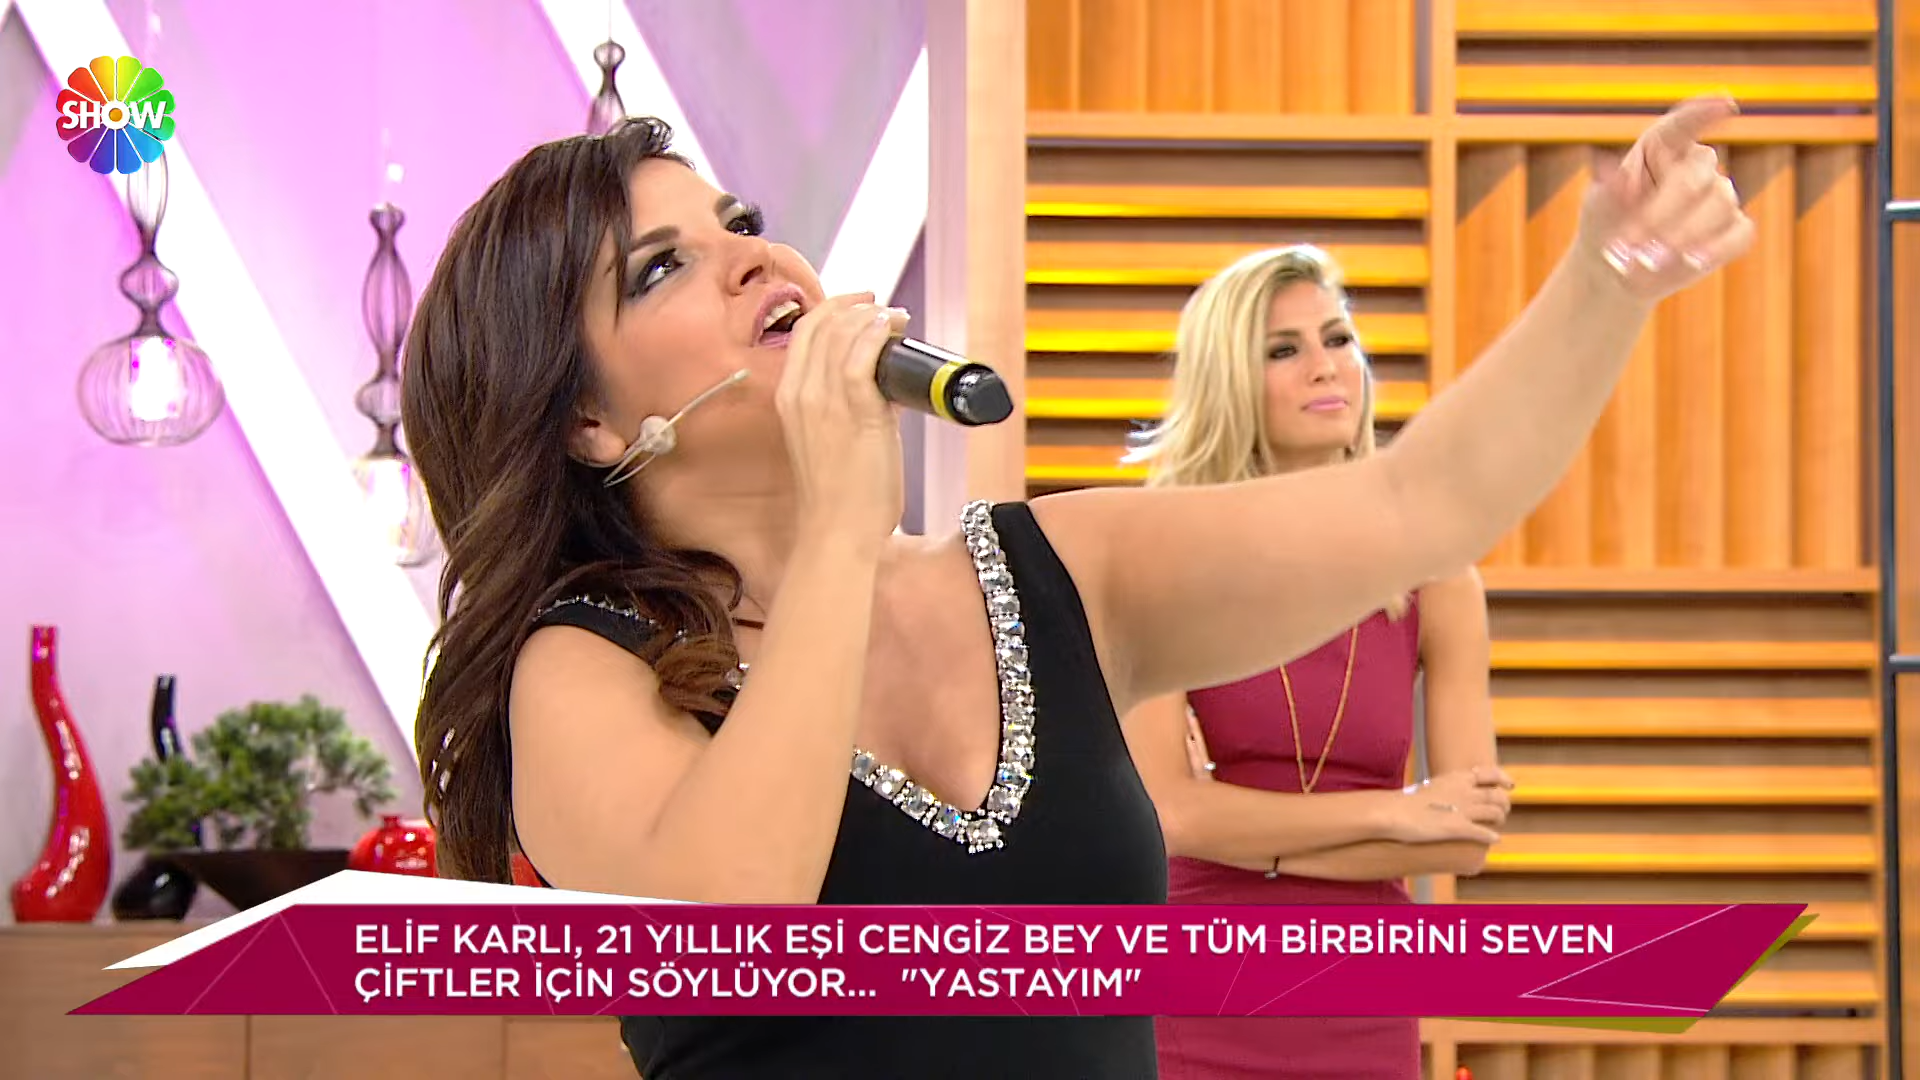 SHOW
ELİF KARLI, 21 YILLIK EŞİ CENGİZ BEY VE TÜM BİRBİRİNİ SEVEN
ÇİFTLER İÇİN SÖYLÜYOR... "YASTAYIM"